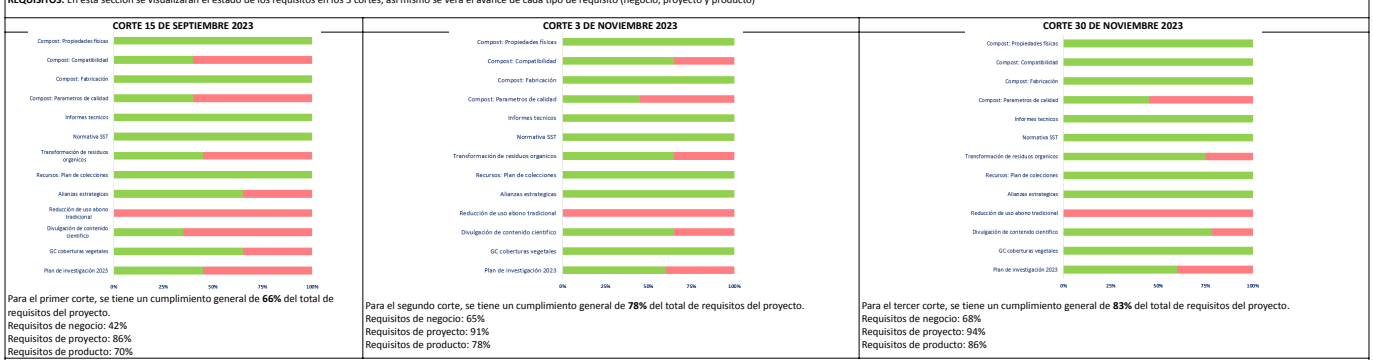 REQUISITOS: En esta sección se visualizarán el estado de los requisitos en los 3 cortes, así mismo se verá el avance de cada tipo de requisito (negocio, proyecto y producto)
CORTE 15 DE SEPTIEMBRE 2023
Compost: Propiedades físicas
Compost: Compatibilidad
Compost: Fabricación
Compost: Parametros de calidad
Informes tecnicos
Normativa SST
Transformación de residuos
organicos
Recursos: Plan de colecciones
Alianzas estrategicas
Reducción de uso abono
tradicional
Divulgación de contenido
cientifico
GC coberturas vegetales
Plan de investigación 2023
0% 25% 50% 75% 100%
Para el primer corte, se tiene un cumplimiento general de 66% del total de
requisitos del proyecto.
Requisitos de negocio: 42%
Requisitos de proyecto: 86%
Requisitos de producto: 70%
CORTE 3 DE NOVIEMBRE 2023
Compost: Propiedades físicas
Compost: Compatibilidad
Compost: Fabricación
Compost: Parametros de calidad
Informes tecnicos
Normativa SST
Transformación de residuos organicos
Recursos: Plan de colecciones
Alianzas estrategicas
Reducción de uso abono tradicional
Divulgación de contenido cientifico
GC coberturas vegetales
Plan de investigación 2023
0% 25% 50% 75% 100%
Para el segundo corte, se tiene un cumplimiento general de 78% del total de requisitos del proyecto.
Requisitos de negocio: 65%
Requisitos de proyecto: 91%
Requisitos de producto: 78%
CORTE 30 DE NOVIEMBRE 2023
Compost: Propiedades físicas
Compost: Compatibilidad
Compost: Fabricación
Compost: Parametros de calidad
Informes tecnicos
Normativa SST
Transformación de residuos organicos
Recursos: Plan de colecciones
Alianzas estrategicas
Reducción de uso abono tradicional
Divulgación de contenido cientifico
GC coberturas vegetales
Plan de investigación 2023
0% 25% 50% 75% 100%
Para el tercer corte, se tiene un cumplimiento general de 83% del total de requisitos del proyecto.
Requisitos de negocio: 68%
Requisitos de proyecto: 94%
Requisitos de producto: 86%